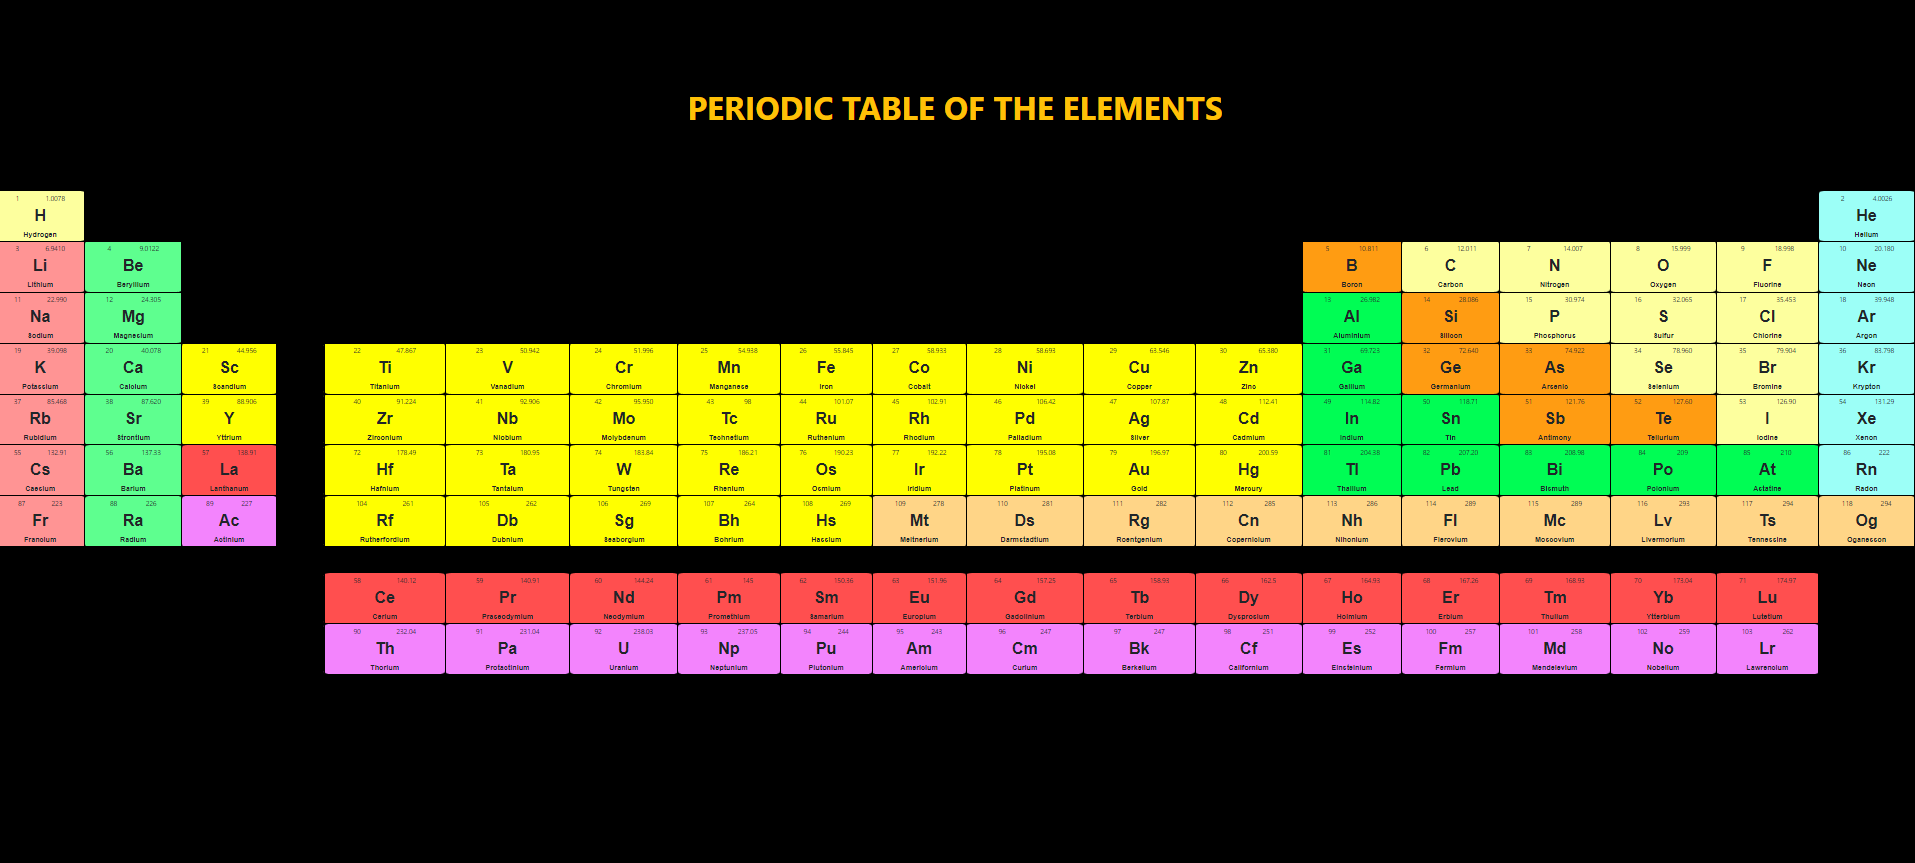 PERIODIC TABLE OF THE ELEMENTS
1 1.0078 2 4.0026
H He
Hydrogen Helium
3 6.9410 4 9.0122 5 10.811 6 12.011 7 14.007 8 15.999 9 18.998 10 20.180
Li Be B C N O F Ne
Lithium Beryllium Boron Carbon Nitrogen Oxygen Fluorine Neon
11 22.990 12 24.305 13 26.982 14 28.086 15 30.974 16 32.065 17 35.453 18 39.948
Na Mg Al Si P S Cl Ar
Sodium Magnesium Aluminium Silicon Phosphorus Sulfur Chlorine Argon
19 39.098 20 40.078 21 44.956 22 47.867 23 50.942 24 51.996 25 54.938 26 55.845 27 58.933 28 58.693 29 63.546 30 65.380 31 69.723 32 72.640 33 74.922 34 78.960 35 79.904 36 83.798
K Ca Sc Ti V Cr Mn Fe Co Ni Cu Zn Ga Ge As Se Br Kr
Potassium Calcium Scandium Titanium Vanadium Chromium Manganese Iron Cobalt Nickel Copper Zinc Gallium Germanium Arsenic Selenium Bromine Krypton
37 85.468 38 87.620 39 88.906 40 91.224 41 92.906 42 95.950 43 98 44 101.07 45 102.91 46 106.42 47 107.87 48 112.41 49 114.82 50 118.71 51 121.76 52 127.60 53 126.90 54 131.29
Rb Sr Y Zr Nb Mo Tc Ru Rh Pd Ag Cd In Sn Sb Te I Xe
Rubidium Strontium Yttrium Zirconium Niobium Molybdenum Technetium Ruthenium Rhodium Palladium Silver Cadmium Indium Tin Antimony Tellurium Iodine Xenon
55 132.91 56 137.33 57 138.91 72 178.49 73 180.95 74 183.84 75 186.21 76 190.23 77 192.22 78 195.08 79 196.97 80 200.59 81 204.38 82 207.20 83 208.98 84 209 85 210 86 222
Cs Ba La Hf Ta W Re Os Ir Pt Au Hg Tl Pb Bi Po At Rn
Caesium Barium Lanthanum Hafnium Tantalum Tungsten Rhenium Osmium Iridium Platinum Gold Mercury Thallium Lead Bismuth Polonium Astatine Radon
87 223 88 226 89 227 104 261 105 262 106 269 107 264 108 269 109 278 110 281 111 282 112 285 113 286 114 289 115 289 116 293 117 294 118 294
Fr Ra Ac Rf Db Sg Bh Hs Mt Ds Rg Cn Nh Fl Mc Lv Ts Og
Francium Radium Actinium Rutherfordium Dubnium Seaborgium Bohrium Hassium Meitnerium Darmstadtium Roentgenium Copernicium Nihonium Flerovium Moscovium Livermorium Tennessine Oganesson
58 140.12 59 140.91 60 144.24 61 145 62 150.36 63 151.96 64 157.25 65 158.93 66 162.5 67 164.93 68 167.26 69 168.93 70 173.04 71 174.97
Ce Pr Nd Pm Sm Eu Gd Tb Dy Ho Er Tm Yb Lu
Cerium Praseodymium Neodymium Promethium Samarium Europium Gadolinium Terbium Dysprosium Holmium Erbium Thulium Ytterbium Lutetium
90 232.04 91 231.04 92 238.03 93 237.05 94 244 95 243 96 247 97 247 98 251 99 252 100 257 101 258 102 259 103 262
Th Pa U Np Pu Am Cm Bk Cf Es Fm Md No Lr
Thorium Protactinium Uranium Neptunium Plutonium Americium Curium Berkelium Californium Einsteinium Fermium Mendelevium Nobelium Lawrencium